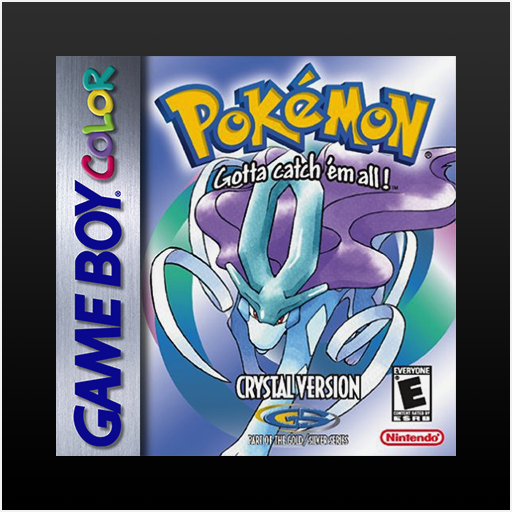 GAME BOY COLOR
POKéMON
Gotta catch 'em all!
CRYSTAL VERSION
GS
PART OF THE GOLD/SILVER SERIES
EVERYONE
E
CONTENT RATED BY
ESRB
Nintendo